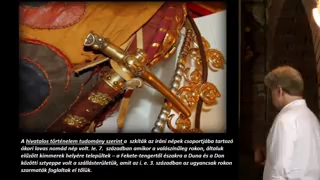 A hivatalos történelem tudomány szerint a szkíták az iráni népek csoportjába tartozó
ókori lovas nomád nép volt. Ie. 7. században amikor a valószínűleg rokon, általuk
elűzött kimmerek helyére települtek – a Fekete-tengertől északra a Duna és a Don
közötti sztyeppe volt a szállásterületük, amit az i. e. 3. században az ugyancsak rokon
szarmaták foglaltak el tőlük.